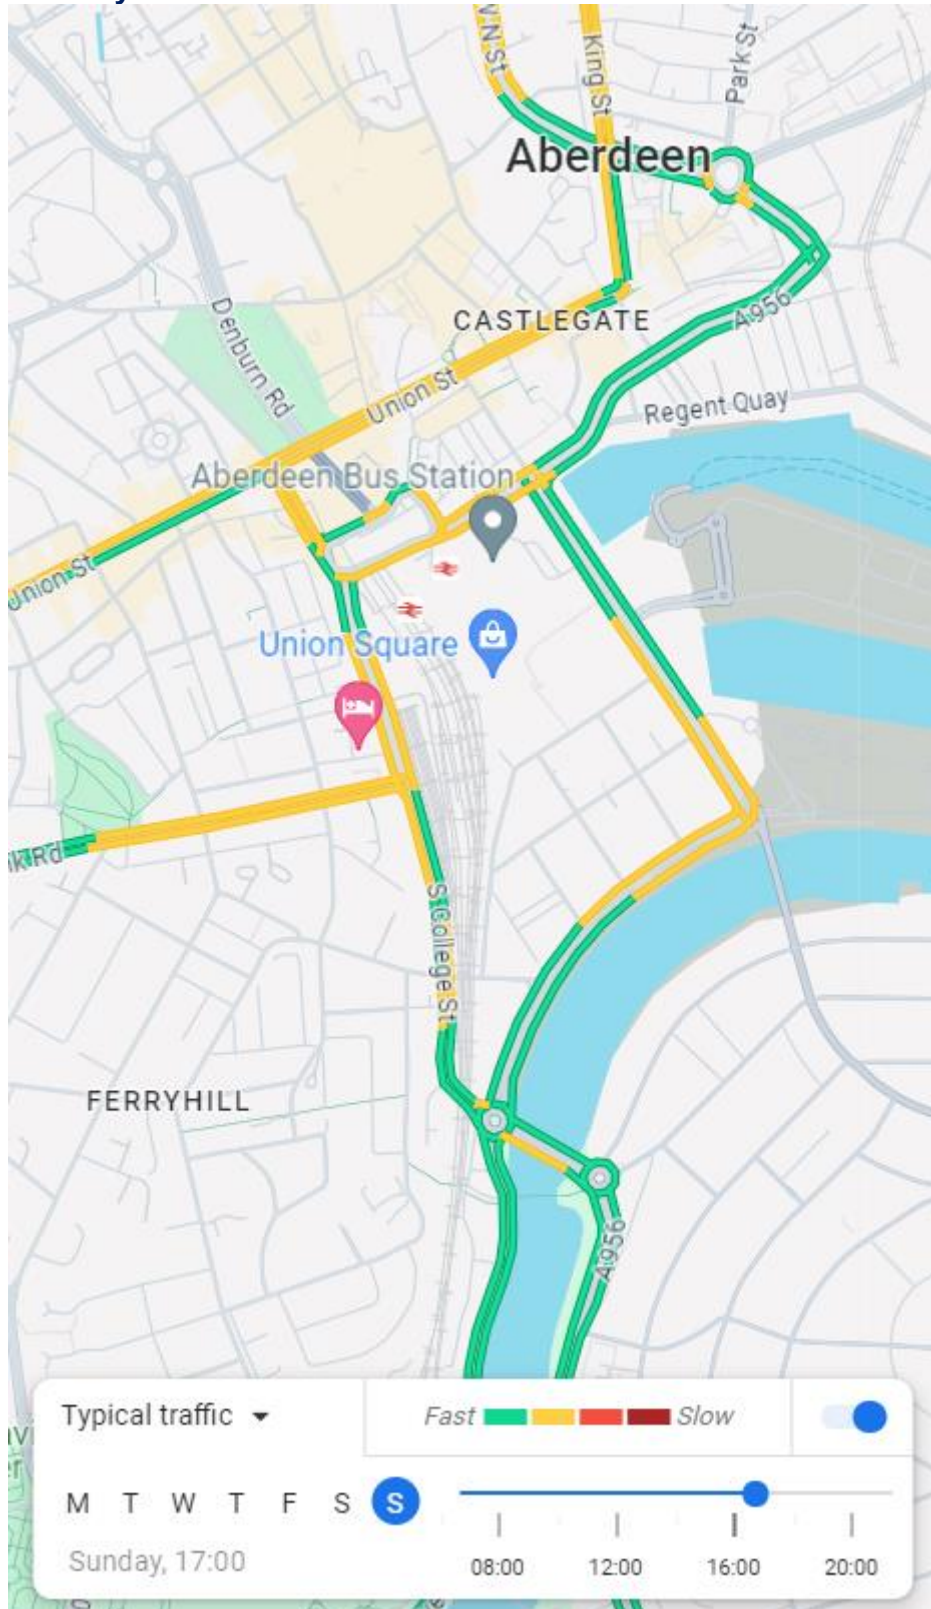 King St
Park St
Aberdeen
Denburn Rd
CASTLEGATE
A956
Union St
Regent Quay
Aberdeen Bus Station
Union St
Union Square
S College St
FERRYHILL
A956
Typical traffic
Fast
Slow
M T W T F S S
Sunday, 17:00
08:00 12:00 16:00 20:00